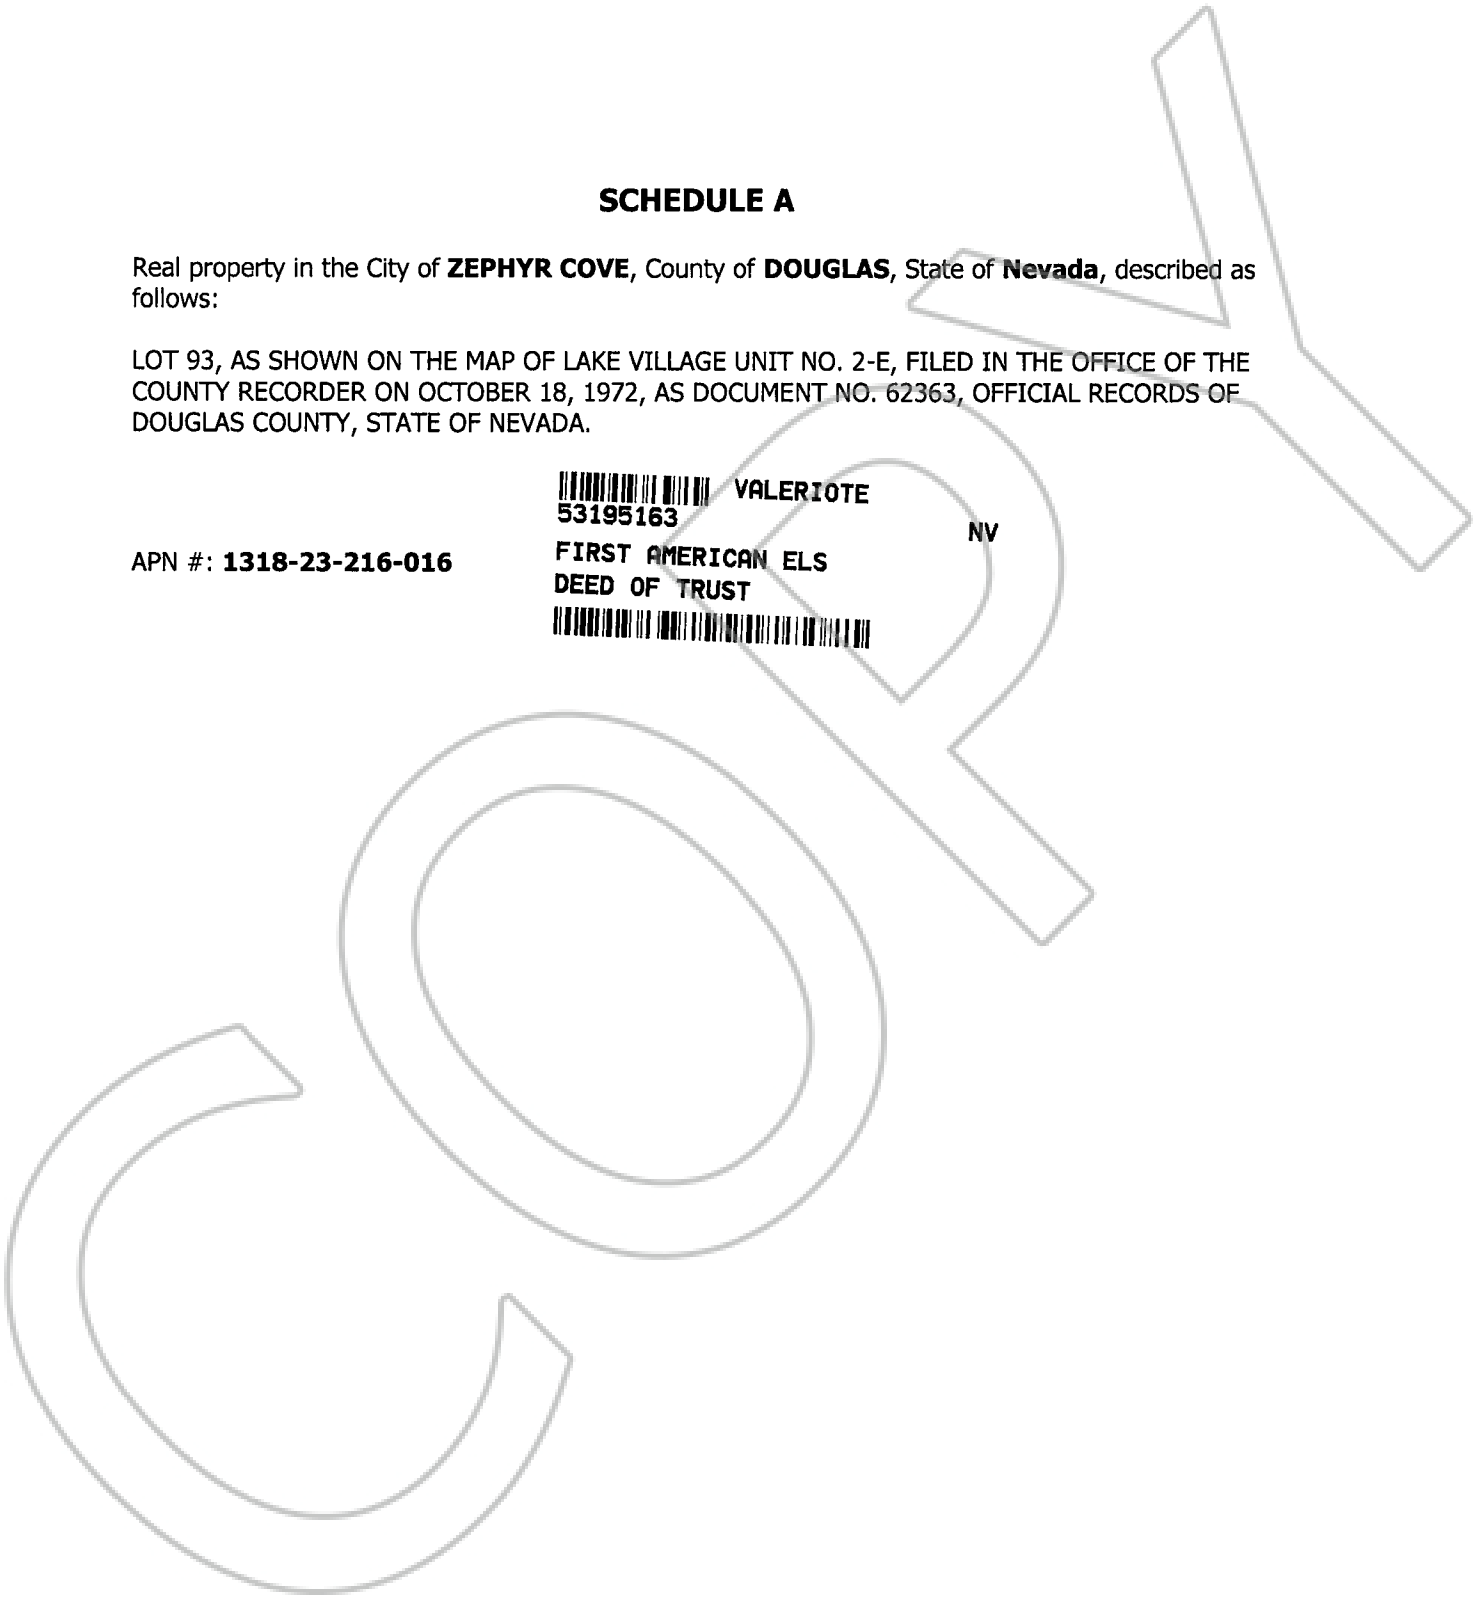 SCHEDULE A
Real property in the City of ZEPHYR COVE, County of DOUGLAS, State of Nevada, described as
follows:
LOT 93, AS SHOWN ON THE MAP OF LAKE VILLAGE UNIT NO. 2-E, FILED IN THE OFFICE OF THE
COUNTY RECORDER ON OCTOBER 18, 1972, AS DOCUMENT NO. 62363, OFFICIAL RECORDS OF
DOUGLAS COUNTY, STATE OF NEVADA.
VALERIOTE
53195163
NV
APN #: 1318-23-216-016
FIRST AMERICAN ELS
DEED OF TRUST
COPY